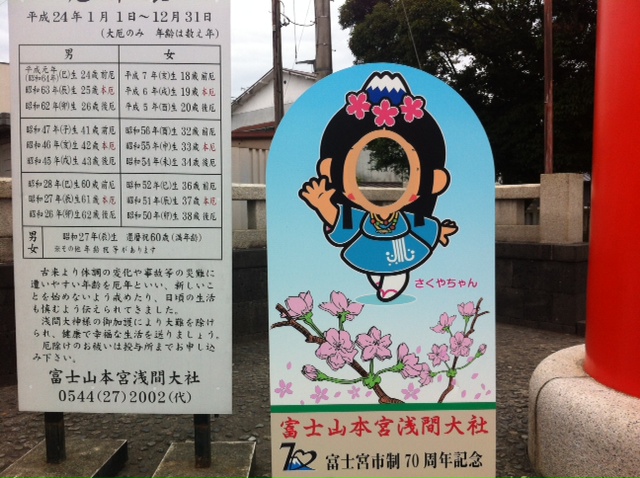 平成24年1月1日～12月31日
(大厄のみ 年齢は数え年)
男 女
平成元年(昭和64年)(巳)生 24歳 前厄 平成7年(亥)生 18歳 前厄
昭和63年(辰)生 25歳 本厄 平成6年(戌)生 19歳 本厄
昭和62年(卯)生 26歳 後厄 平成5年(酉)生 20歳 後厄
昭和47年(子)生 41歳 前厄 昭和56年(酉)生 32歳 前厄
昭和46年(亥)生 42歳 本厄 昭和55年(申)生 33歳 本厄
昭和45年(戌)生 43歳 後厄 昭和54年(未)生 34歳 後厄
昭和28年(巳)生60歳 前厄 昭和52年(巳)生 36歳 前厄
昭和27年(辰)生61歳 本厄 昭和51年(辰)生 37歳 本厄
昭和26年(卯)生62歳 後厄 昭和50年(卯)生 38歳 後厄
男女 昭和27年(辰)生 還暦祝60歳(満年齢)
※その他年齢祝等があります
古来より体調の変化や事故等の災難に
遭いやすい年齢を厄年といい、新しいこ
とを始めないよう戒めたり、日頃の生活
も慎むよう伝えられてきました。
浅間大神様の御加護により大難を除け
られ、健康で幸福な生活を送りましょう。
厄除けのお祓いは授与所までお申し込
み下さい。
富士山本宮浅間大社
0544(27)2002(代)
さくやちゃん
富士山本宮浅間大社
70 富士宮市制70周年記念